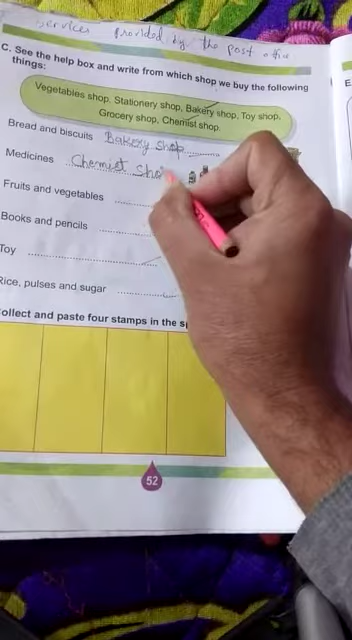 Services provided by the post office
C. See the help box and write from which shop we buy the following
things:
E.
Vegetables shop, Stationery shop, Bakery shop, Toy shop,
Grocery shop, Chemist shop.
Bread and biscuits Bakery shop
Medicines Chemist sho
Fruits and vegetables
Books and pencils
Toy
Rice, pulses and sugar
ollect and paste four stamps in the s
52